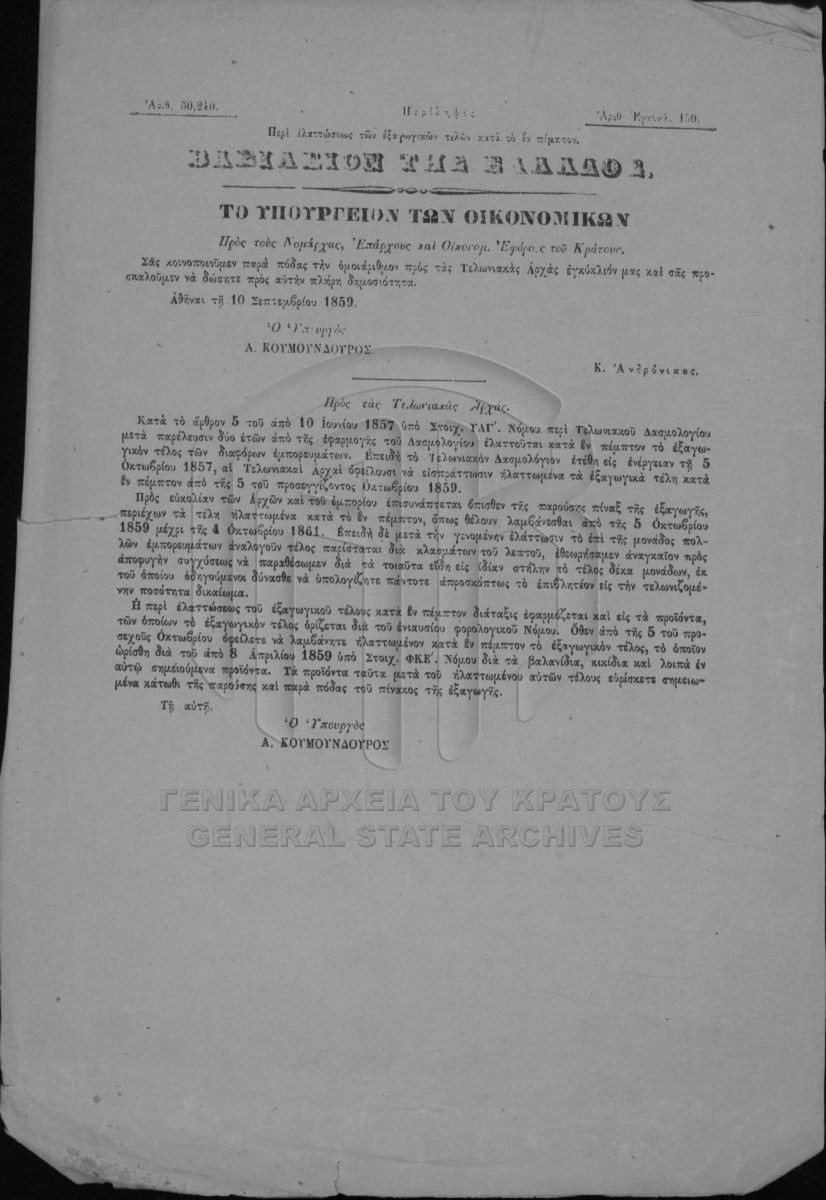 Ἀριθ. 50,240.
Περίληψις
Ἀριθ Ἐγκυκλ. 159.
Περὶ ἐλαττώσεως τῶν ἐξαγωγικῶν τελῶν κατὰ τὸ ἓν πέμπτον.
ΒΑΣΙΛΕΙΟΝ ΤΗΣ ΕΛΛΑΔΟΣ.
ΤΟ ΥΠΟΥΡΓΕΙΟΝ ΤΩΝ ΟΙΚΟΝΟΜΙΚΩΝ
Πρὸς τοὺς Νομάρχας, Ἐπάρχους καὶ Οἰκονομ. Ἐφόρους τοῦ Κράτους.
Σᾶς κοινοποιοῦμεν παρὰ πόδας τὴν ὁμοιάριθμον πρὸς τὰς Τελωνιακὰς Ἀρχὰς ἐγκύκλιόν μας καὶ σᾶς προ-
σκαλοῦμεν νὰ δώσητε πρὸς αὐτὴν πλήρη δημοσιότητα.
Ἀθῆναι τῇ 10 Σεπτεμβρίου 1859.
Ὁ Ὑπουργὸς
Α. ΚΟΥΜΟΥΝΔΟΥΡΟΣ.
Κ. Ἀνδρόνικος.
Πρὸς τὰς Τελωνιακὰς Ἀρχάς.
Κατὰ τὸ ἄρθρον 5 τοῦ ἀπὸ 10 Ἰουνίου 1857 ὑπὸ Στοιχ. ΥΛΓ΄. Νόμου περὶ Τελωνιακοῦ Δασμολογίου
μετὰ παρέλευσιν δύο ἐτῶν ἀπὸ τῆς ἐφαρμογῆς τοῦ Δασμολογίου ἐλαττοῦται κατὰ ἓν πέμπτον τὸ ἐξαγω-
γικὸν τέλος τῶν διαφόρων ἐμπορευμάτων. Ἐπειδὴ τὸ Τελωνιακὸν Δασμολόγιον ἐτέθη εἰς ἐνέργειαν τῇ 5
Ὀκτωβρίου 1857, αἱ Τελωνιακαὶ Ἀρχαὶ ὀφείλουσι νὰ εἰσπράττωσιν ἠλαττωμένα τὰ ἐξαγωγικὰ τέλη κατὰ
ἓν πέμπτον ἀπὸ τῆς 5 τοῦ προσεγγίζοντος Ὀκτωβρίου 1859.
Πρὸς εὐκολίαν τῶν Ἀρχῶν καὶ τοῦ ἐμπορίου ἐπισυνάπτεται ὄπισθεν τῆς παρούσης πίναξ τῆς ἐξαγωγῆς,
περιέχων τὰ τέλη ἠλαττωμένα κατὰ τὸ ἓν πέμπτον, ὅπως θέλουν λαμβάνεσθαι ἀπὸ τῆς 5 Ὀκτωβρίου
1859 μέχρι τῆς 4 Ὀκτωβρίου 1861. Ἐπειδὴ δὲ μετὰ τὴν γινομένην ἐλάττωσιν τὸ ἐπὶ τῆς μονάδος πολ-
λῶν ἐμπορευμάτων ἀναλογοῦν τέλος παρίσταται διὰ κλασμάτων τοῦ λεπτοῦ, ἐθεωρήσαμεν ἀναγκαῖον πρὸς
ἀποφυγὴν συγχύσεως νὰ παραθέσωμεν διὰ τὰ τοιαῦτα εἴδη εἰς ἰδίαν στήλην τὸ τέλος δέκα μονάδων, ἐκ
τοῦ ὁποίου ὁδηγούμενοι δύνασθε νὰ ὑπολογίζητε πάντοτε ἀπροσκόπτως τὸ ἐπιβλητέον εἰς τὴν τελωνιζομέ-
νην ποσότητα δικαίωμα.
Ἡ περὶ ἐλαττώσεως τοῦ ἐξαγωγικοῦ τέλους κατὰ ἓν πέμπτον διάταξις ἐφαρμόζεται καὶ εἰς τὰ προϊόντα,
τῶν ὁποίων τὸ ἐξαγωγικὸν τέλος ὁρίζεται διὰ τοῦ ἐνιαυσίου φορολογικοῦ Νόμου. Ὅθεν ἀπὸ τῆς 5 τοῦ προ-
σεχοῦς Ὀκτωβρίου ὀφείλετε νὰ λαμβάνητε ἠλαττωμένον κατὰ ἓν πέμπτον τὸ ἐξαγωγικὸν τέλος, τὸ ὁποῖον
ὡρίσθη διὰ τοῦ ἀπὸ 8 Ἀπριλίου 1859 ὑπὸ Στοιχ. ΦΚΕ΄. Νόμου διὰ τὰ βαλανίδια, κικίδια καὶ λοιπὰ ἐν
αὐτῷ σημειούμενα προϊόντα. Τὰ προϊόντα ταῦτα μετὰ τοῦ ἠλαττωμένου αὐτῶν τέλους εὑρίσκετε σημειω-
μένα κάτωθι τῆς παρούσης καὶ παρὰ πόδας τοῦ πίνακος τῆς ἐξαγωγῆς.
Τῇ αὐτῇ.
Ὁ Ὑπουργὸς
Α. ΚΟΥΜΟΥΝΔΟΥΡΟΣ
ΓΕΝΙΚΑ ΑΡΧΕΙΑ ΤΟΥ ΚΡΑΤΟΥΣ
GENERAL STATE ARCHIVES